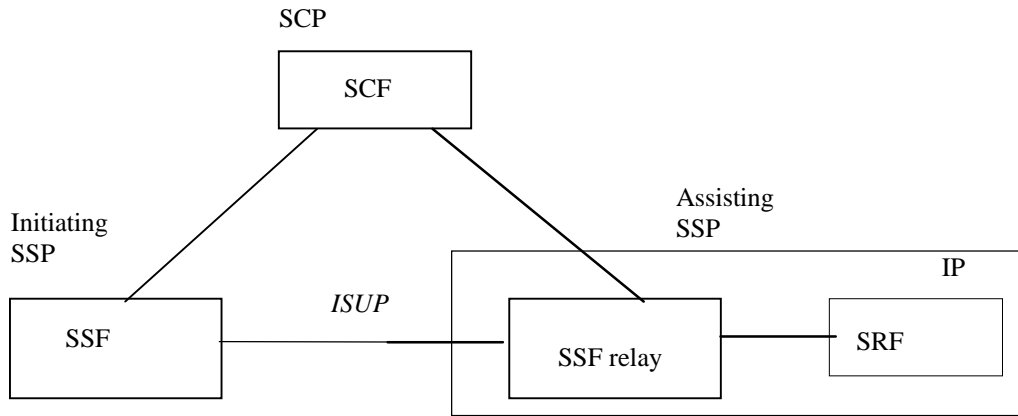 SCP
SCF
Assisting
SSP
Initiating
SSP
IP
ISUP
SSF
SSF relay
SRF